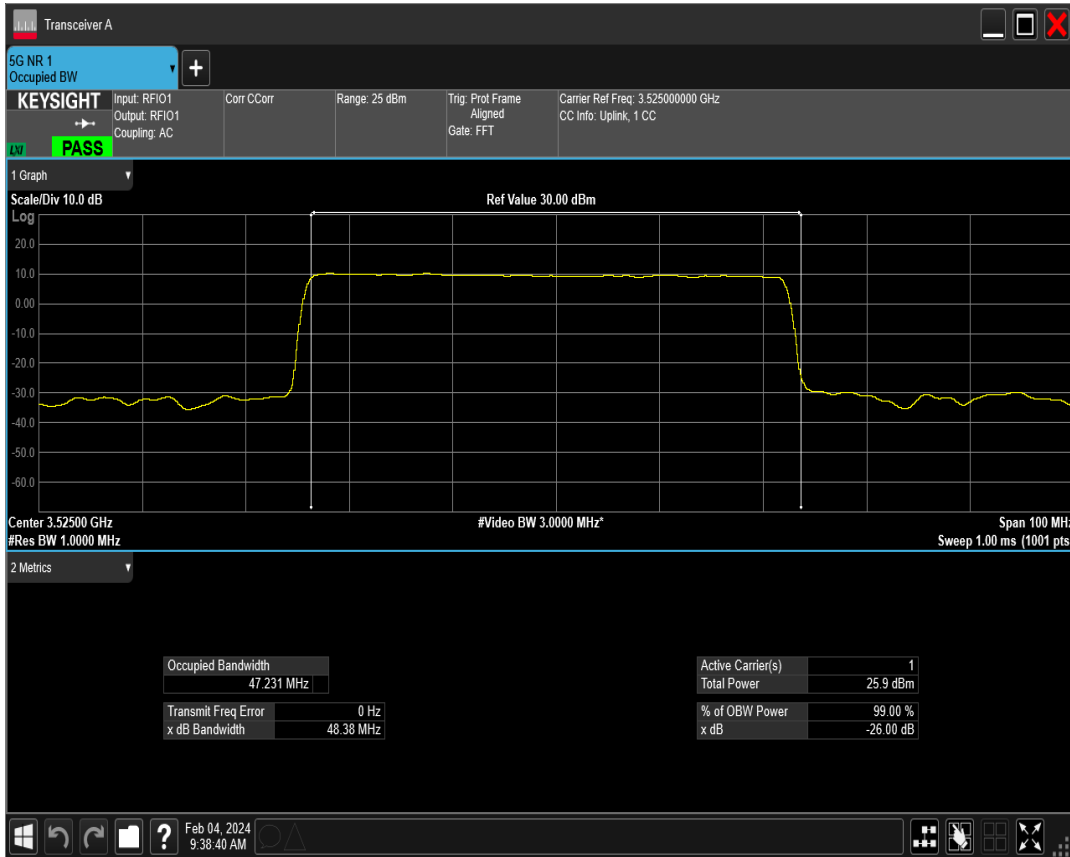 Transceiver A
5G NR 1
Occupied BW
+
KEYSIGHT
LXI
PASS
Input: RFIO1
Output: RFIO1
Coupling: AC
Corr CCorr
Range: 25 dBm
Trig: Prot Frame
Aligned
Gate: FFT
Carrier Ref Freq: 3.525000000 GHz
CC Info: Uplink, 1 CC
1 Graph
Scale/Div 10.0 dB
Ref Value 30.00 dBm
Log
20.0
10.0
0.00
-10.0
-20.0
-30.0
-40.0
-50.0
-60.0
Center 3.52500 GHz
#Video BW 3.0000 MHz*
Span 100 MHz
#Res BW 1.0000 MHz
Sweep 1.00 ms (1001 pts
2 Metrics
Occupied Bandwidth
47.231 MHz
Transmit Freq Error 0 Hz
x dB Bandwidth 48.38 MHz
Active Carrier(s) 1
Total Power 25.9 dBm
% of OBW Power 99.00 %
x dB -26.00 dB
?
Feb 04, 2024
9:38:40 AM